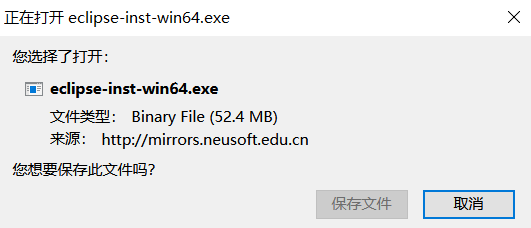 正在打开 eclipse-inst-win64.exe
您选择了打开:
eclipse-inst-win64.exe
文件类型： Binary File (52.4 MB)
来源： http://mirrors.neusoft.edu.cn
您想要保存此文件吗?
保存文件 取消